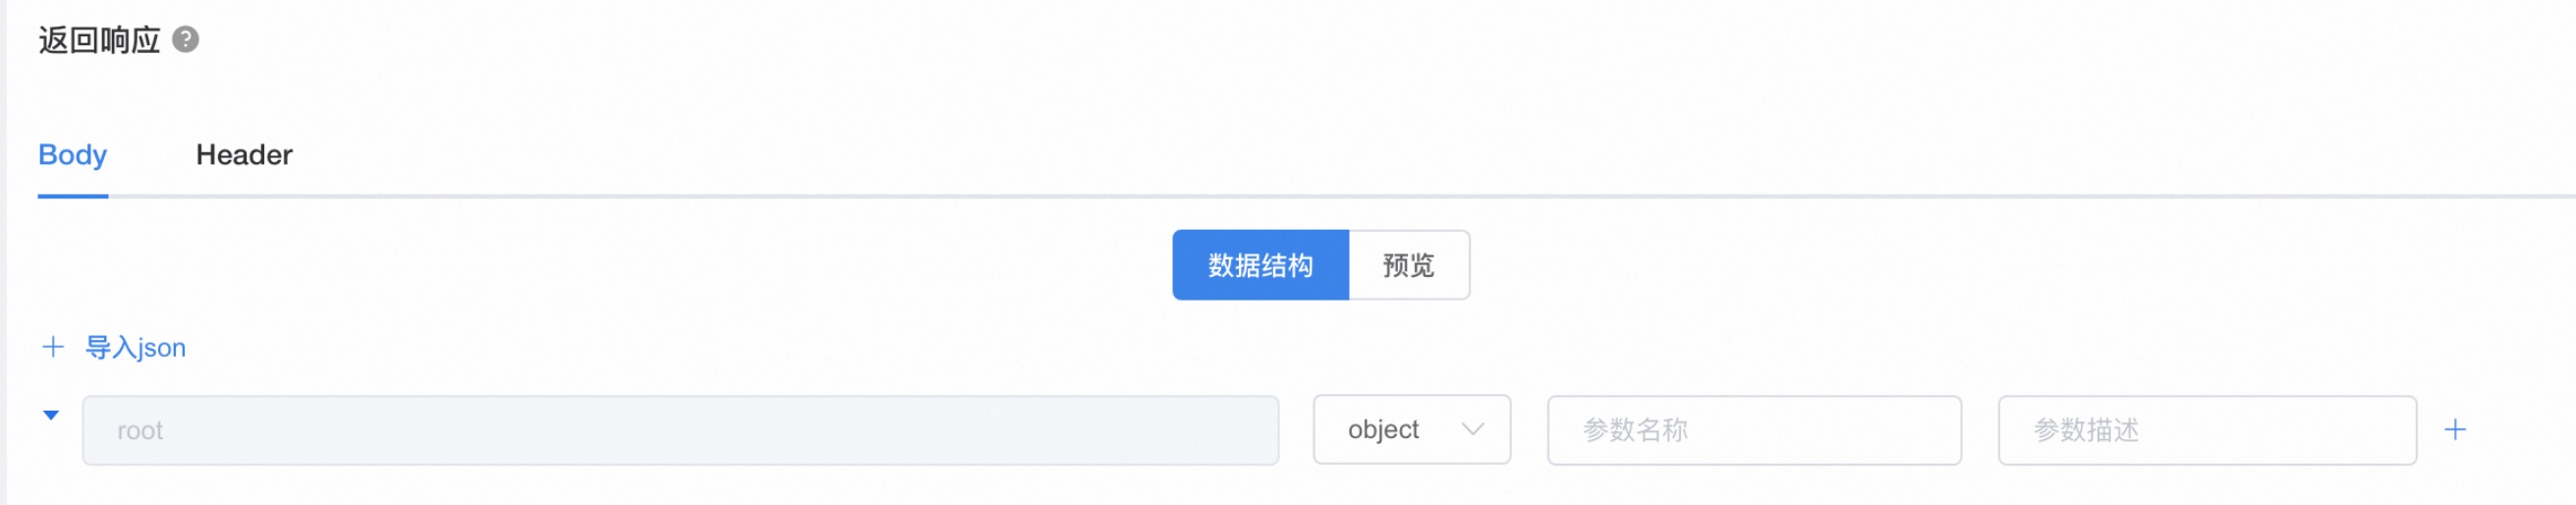 返回响应 ?
Body Header
数据结构 预览
+ 导入json
root object 参数名称 参数描述 +